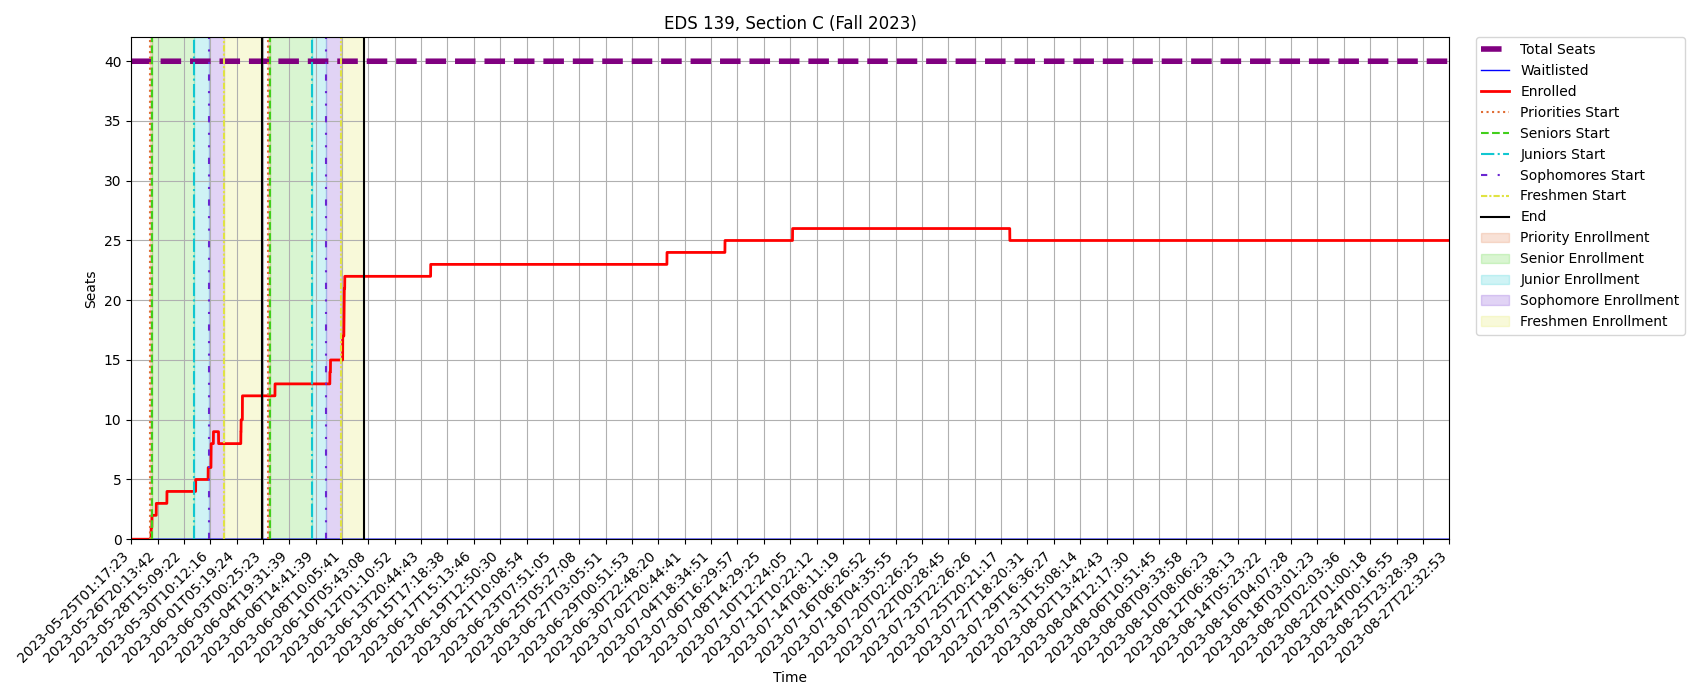 EDS 139, Section C (Fall 2023)
Total Seats
Waitlisted
Enrolled
Priorities Start
Seniors Start
Juniors Start
Sophomores Start
Freshmen Start
End
Priority Enrollment
Senior Enrollment
Junior Enrollment
Sophomore Enrollment
Freshmen Enrollment
Seats
40
35
30
25
20
15
10
5
0
2023-05-25T01:17:23
2023-05-26T20:13:42
2023-05-28T15:09:22
2023-05-30T10:12:16
2023-06-01T05:19:24
2023-06-03T00:25:23
2023-06-04T19:31:39
2023-06-06T14:41:39
2023-06-08T10:05:41
2023-06-10T05:43:08
2023-06-12T01:10:52
2023-06-13T20:44:43
2023-06-15T17:18:38
2023-06-17T15:13:46
2023-06-19T12:50:30
2023-06-21T10:08:54
2023-06-23T07:51:05
2023-06-25T05:27:08
2023-06-27T03:05:51
2023-06-29T00:51:53
2023-06-30T22:48:20
2023-07-02T20:44:41
2023-07-04T18:34:51
2023-07-06T16:29:57
2023-07-08T14:29:25
2023-07-10T12:24:05
2023-07-12T10:22:12
2023-07-14T08:11:19
2023-07-16T06:26:52
2023-07-18T04:35:55
2023-07-20T02:26:25
2023-07-22T00:28:45
2023-07-23T22:26:26
2023-07-25T20:21:17
2023-07-27T18:20:31
2023-07-29T16:36:27
2023-07-31T15:08:14
2023-08-02T13:42:43
2023-08-04T12:17:30
2023-08-06T10:51:45
2023-08-08T09:33:58
2023-08-10T08:06:23
2023-08-12T06:38:13
2023-08-14T05:23:22
2023-08-16T04:07:28
2023-08-18T03:01:23
2023-08-20T02:03:36
2023-08-22T01:00:18
2023-08-24T00:16:55
2023-08-25T23:28:39
2023-08-27T22:32:53
Time